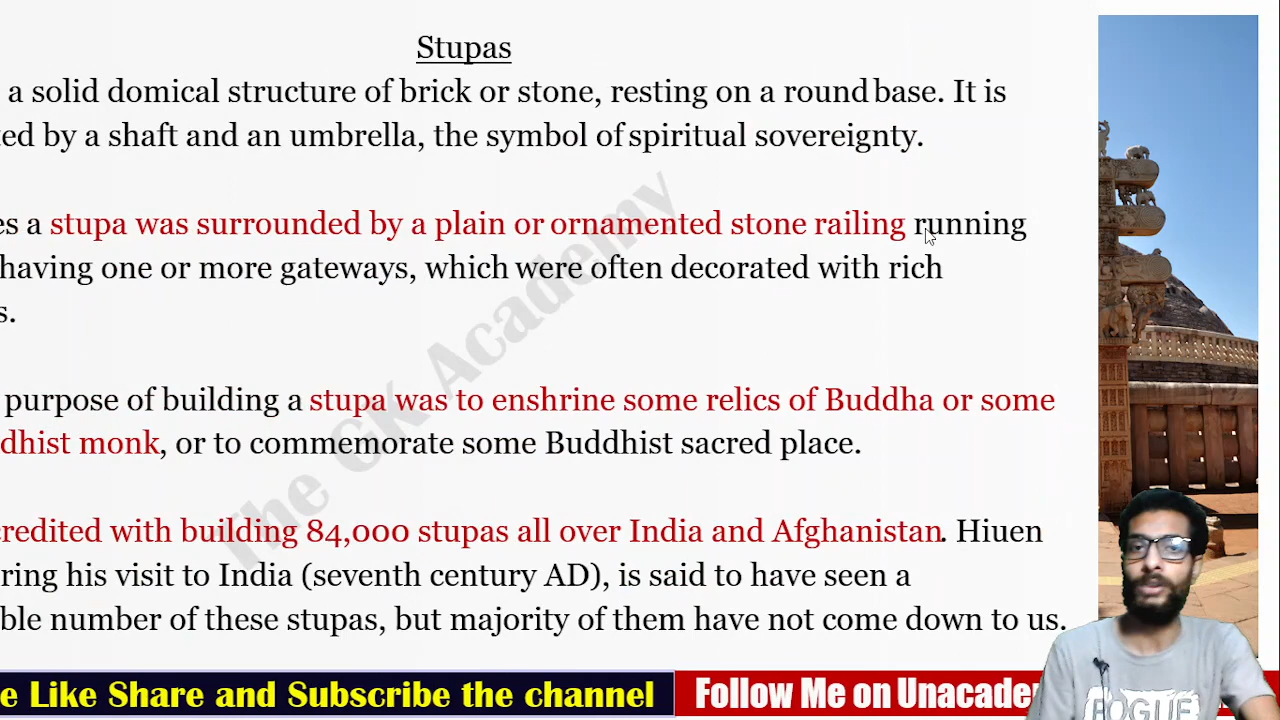 Stupas
a solid domical structure of brick or stone, resting on a round base. It is
ted by a shaft and an umbrella, the symbol of spiritual sovereignty.
es a stupa was surrounded by a plain or ornamented stone railing running
having one or more gateways, which were often decorated with rich
s.
purpose of building a stupa was to enshrine some relics of Buddha or some
dhist monk, or to commemorate some Buddhist sacred place.
credited with building 84,000 stupas all over India and Afghanistan. Hiuen
ring his visit to India (seventh century AD), is said to have seen a
ble number of these stupas, but majority of them have not come down to us.
The GK Academy
e Like Share and Subscribe the channel
Follow Me on Unacade